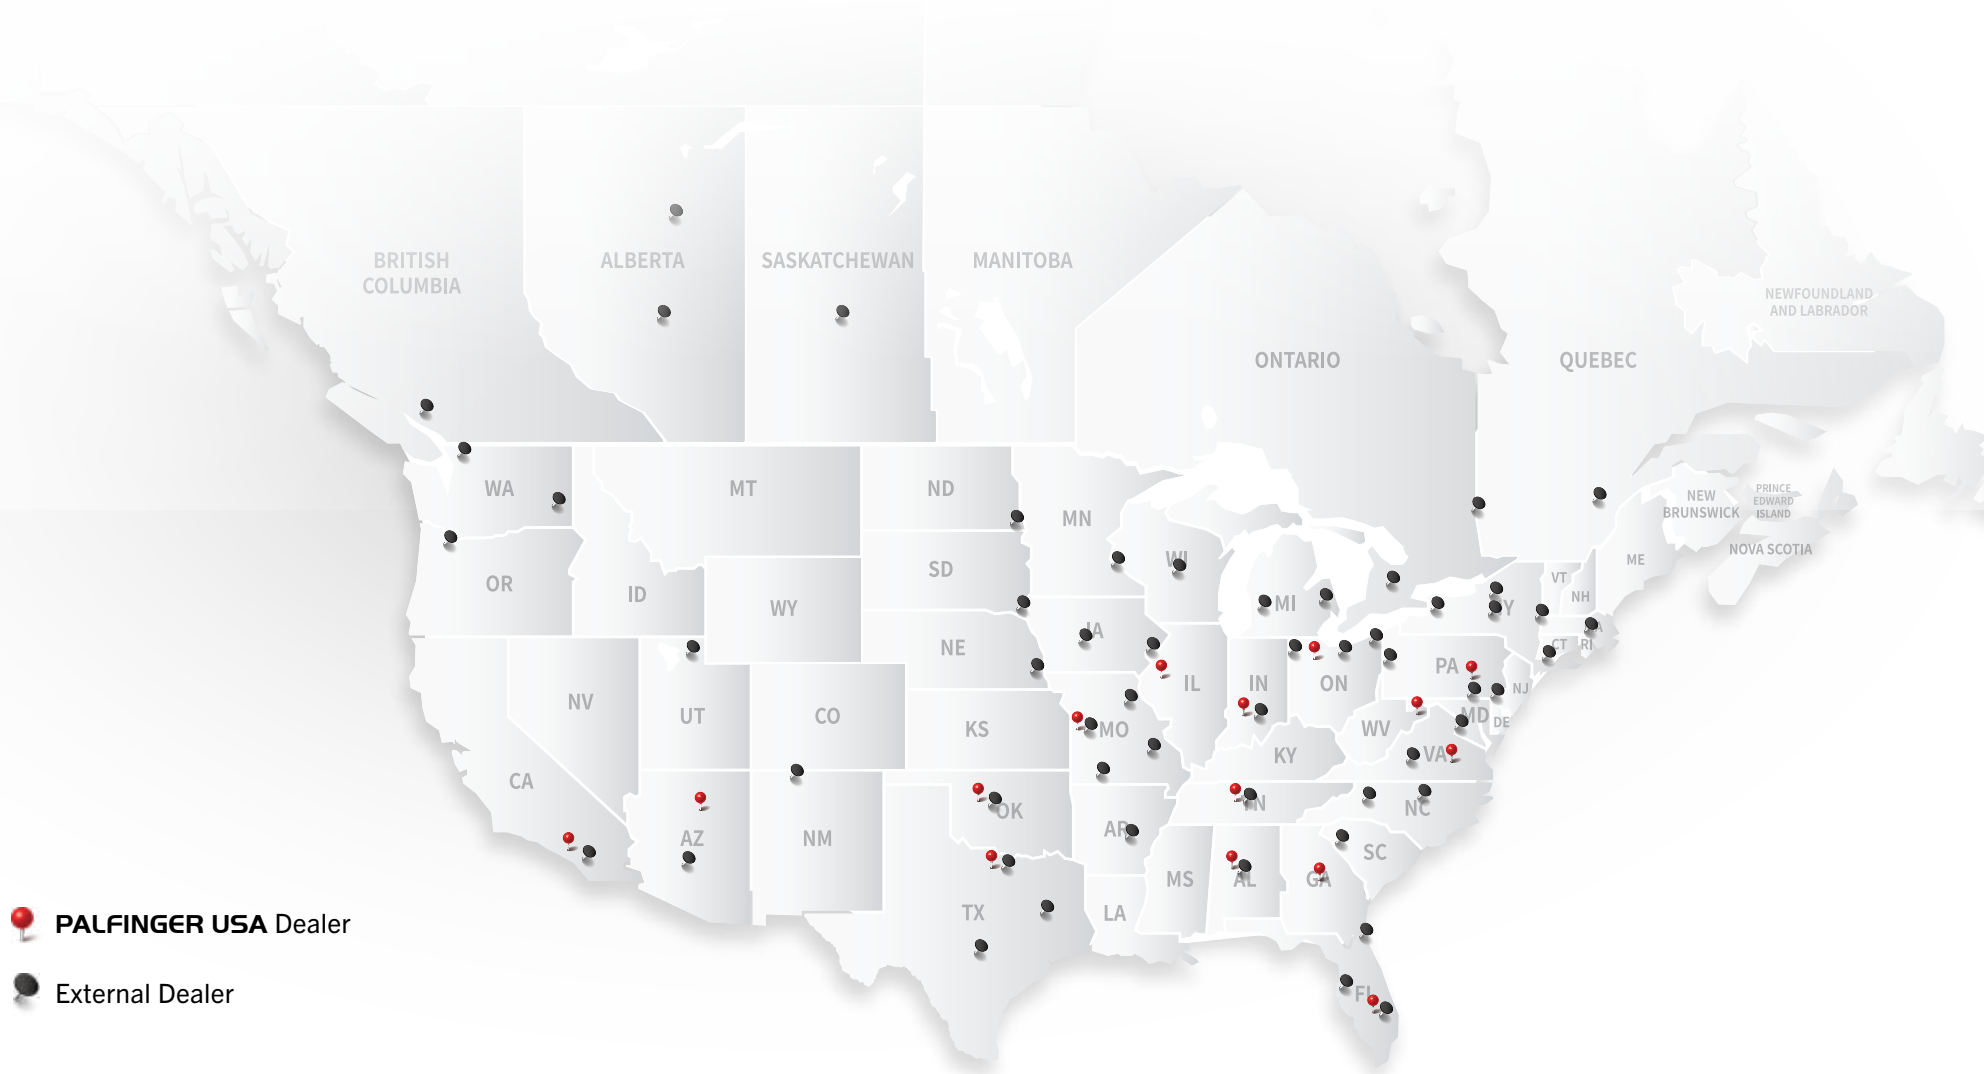 BRITISH
COLUMBIA
ALBERTA
SASKATCHEWAN
MANITOBA
ONTARIO
QUEBEC
NEWFOUNDLAND
AND LABRADOR
NEW
BRUNSWICK
PRINCE
EDWARD
ISLAND
NOVA SCOTIA
WA
MT
ND
MN
WI
ME
VT
NH
OR
ID
SD
WY
MI
IA
CT
RI
NE
NV
UT
CO
KS
MO
IL
IN
ON
PA
NJ
MD
DE
WV
VA
KY
CA
AZ
NM
OK
AR
TN
NC
SC
MS
AL
GA
TX
LA
FL
PALFINGER USA Dealer
External Dealer